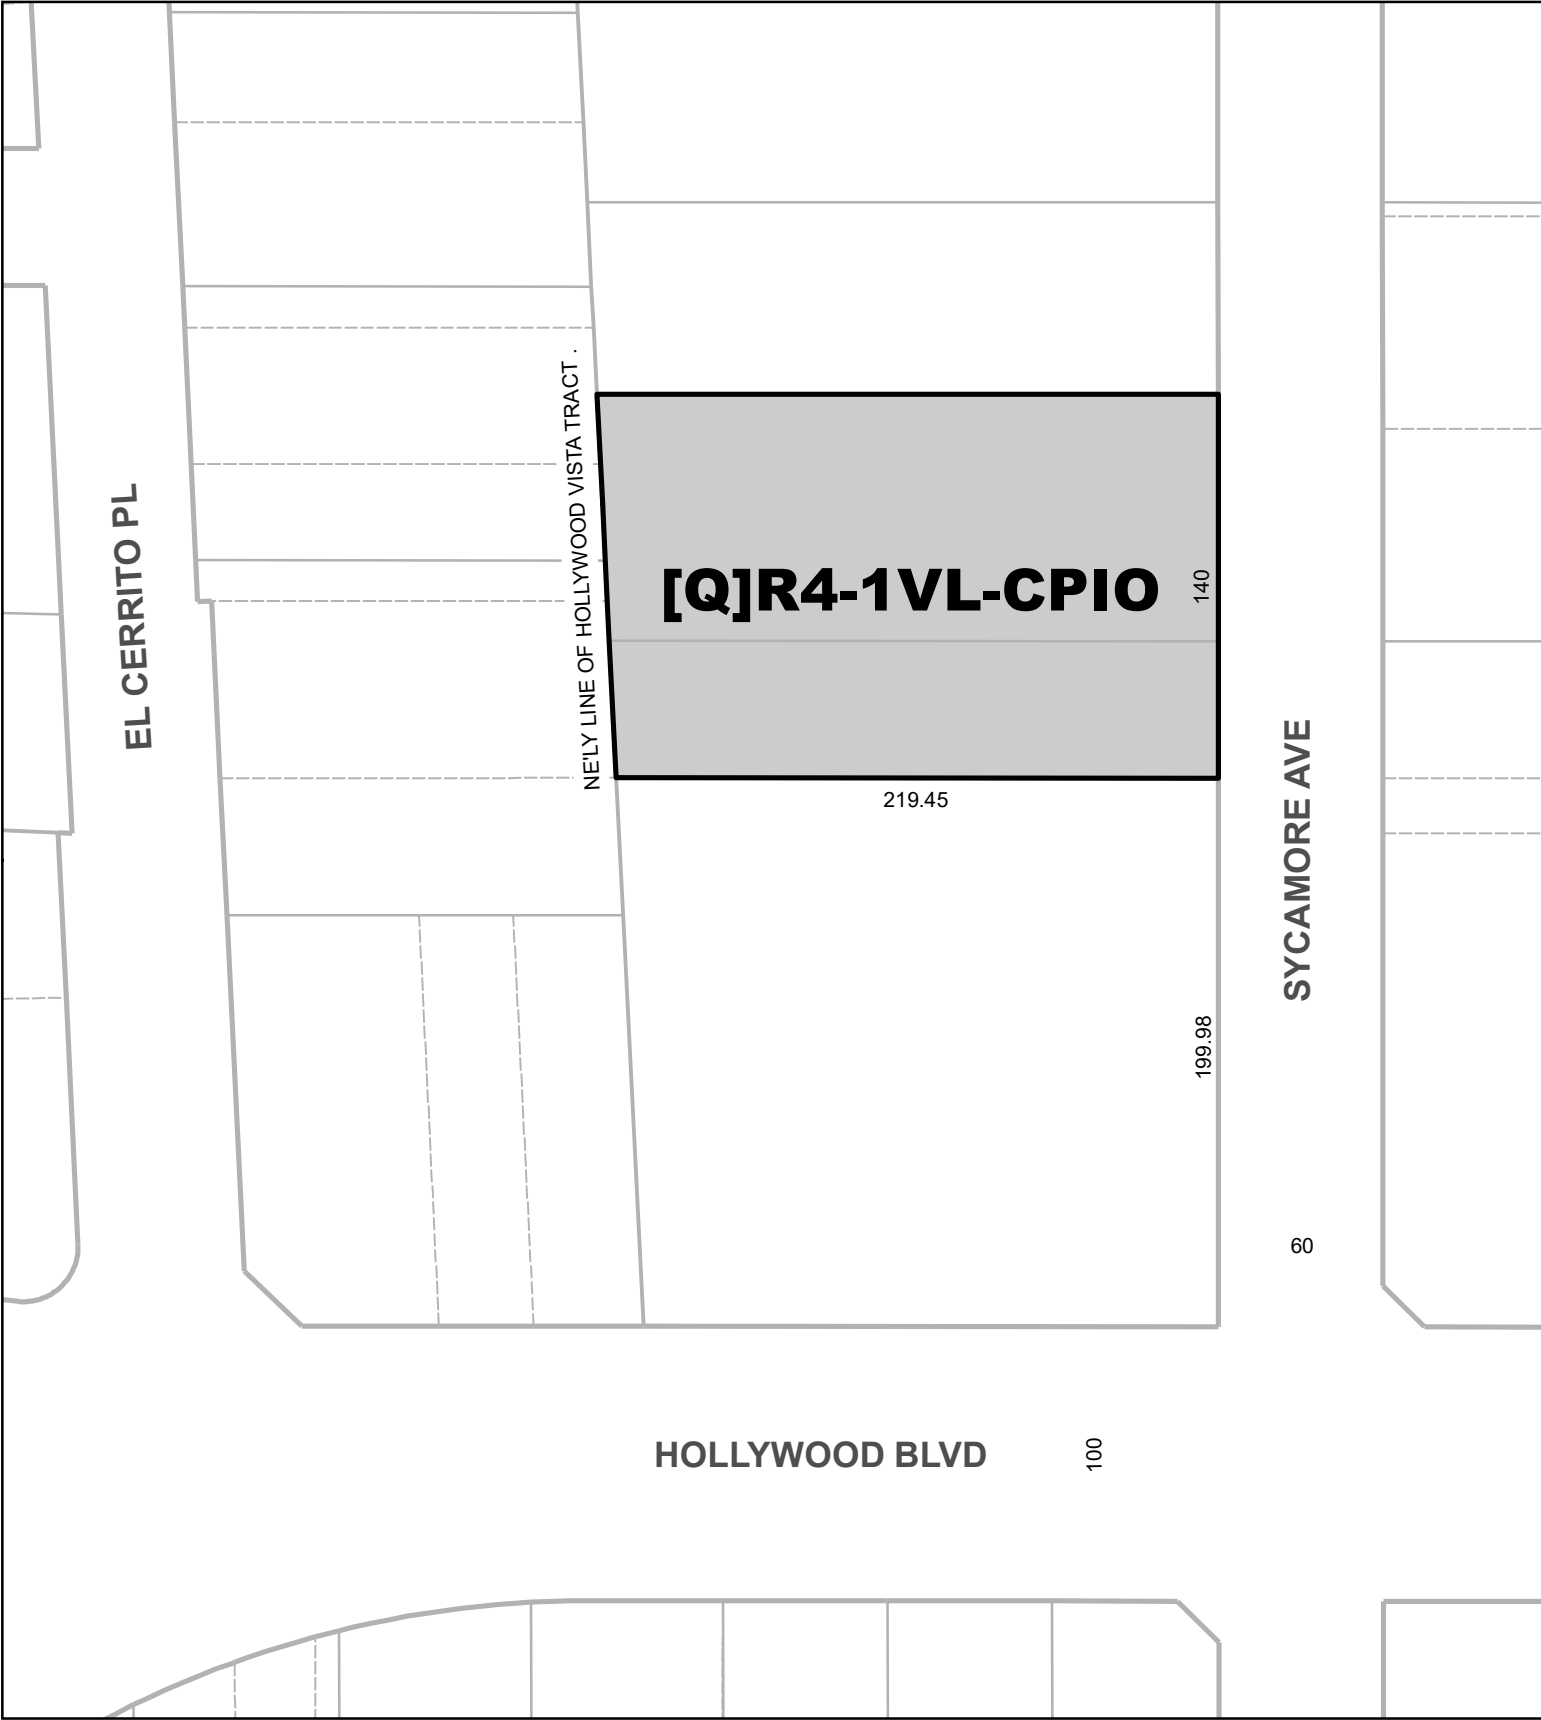 NE'LY LINE OF HOLLYWOOD VISTA TRACT .
EL CERRITO PL
[Q]R4-1VL-CPIO
140
219.45
SYCAMORE AVE
199.98
60
HOLLYWOOD BLVD
100